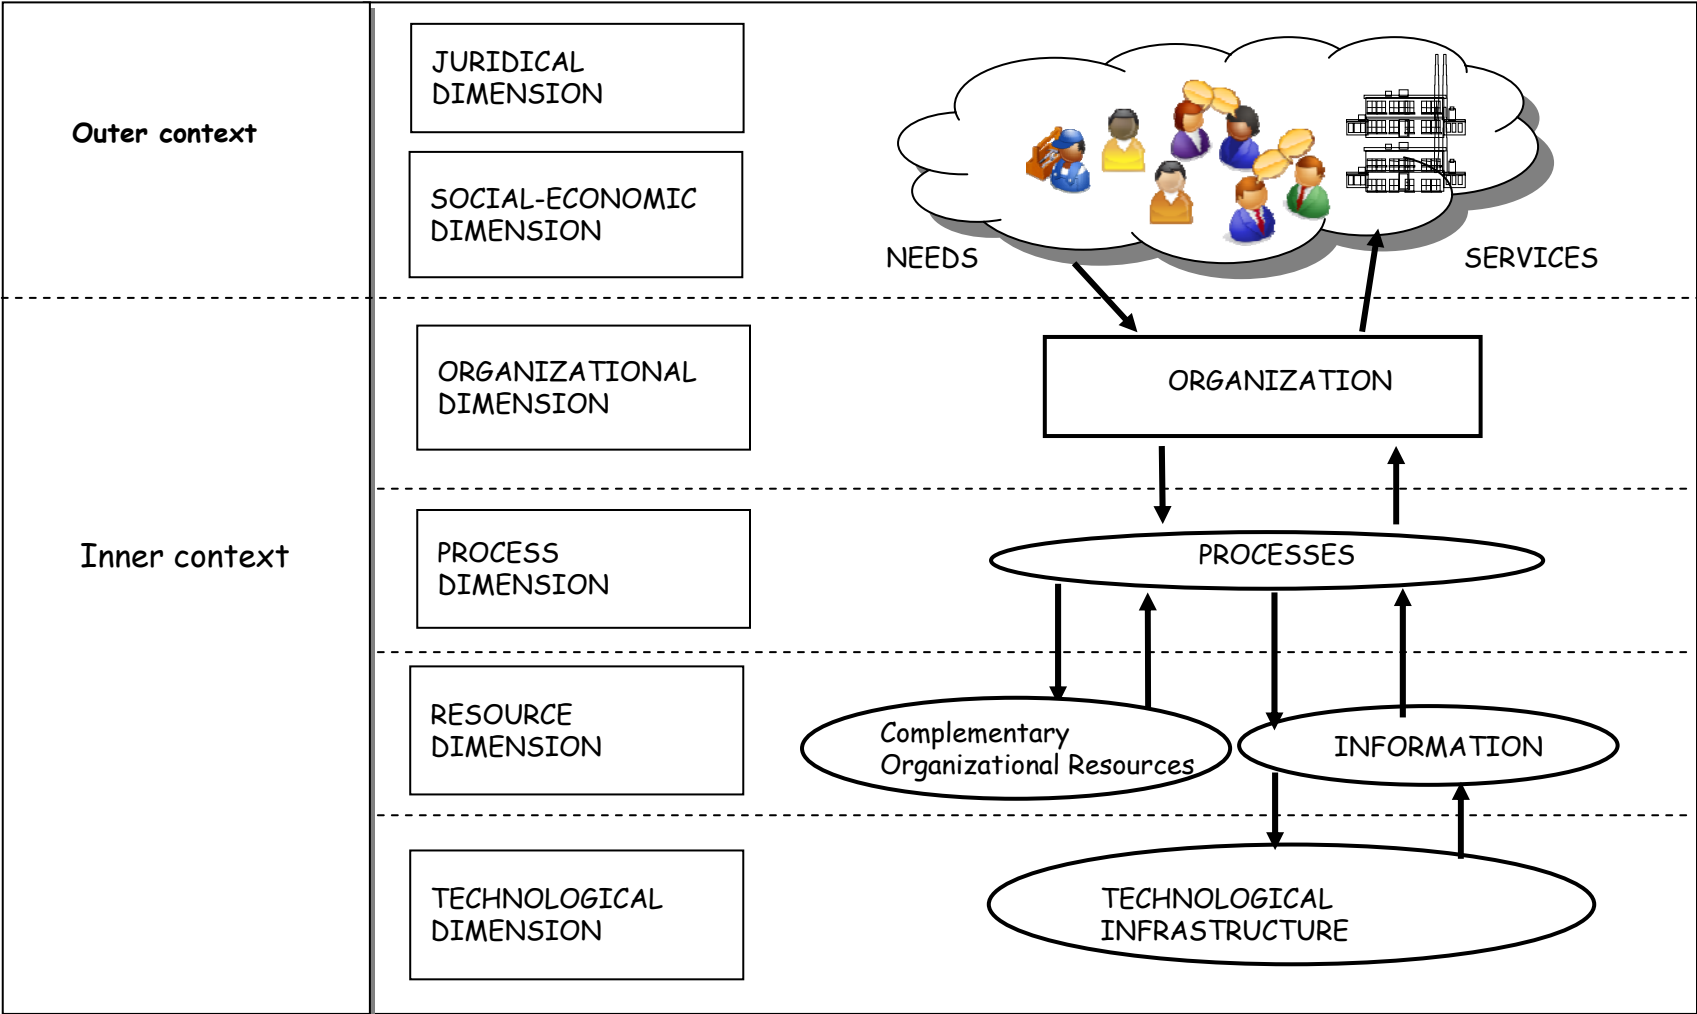 Outer context
JURIDICAL
DIMENSION
SOCIAL-ECONOMIC
DIMENSION
NEEDS
SERVICES
Inner context
ORGANIZATIONAL
DIMENSION
ORGANIZATION
PROCESS
DIMENSION
PROCESSES
RESOURCE
DIMENSION
Complementary
Organizational Resources
INFORMATION
TECHNOLOGICAL
DIMENSION
TECHNOLOGICAL
INFRASTRUCTURE